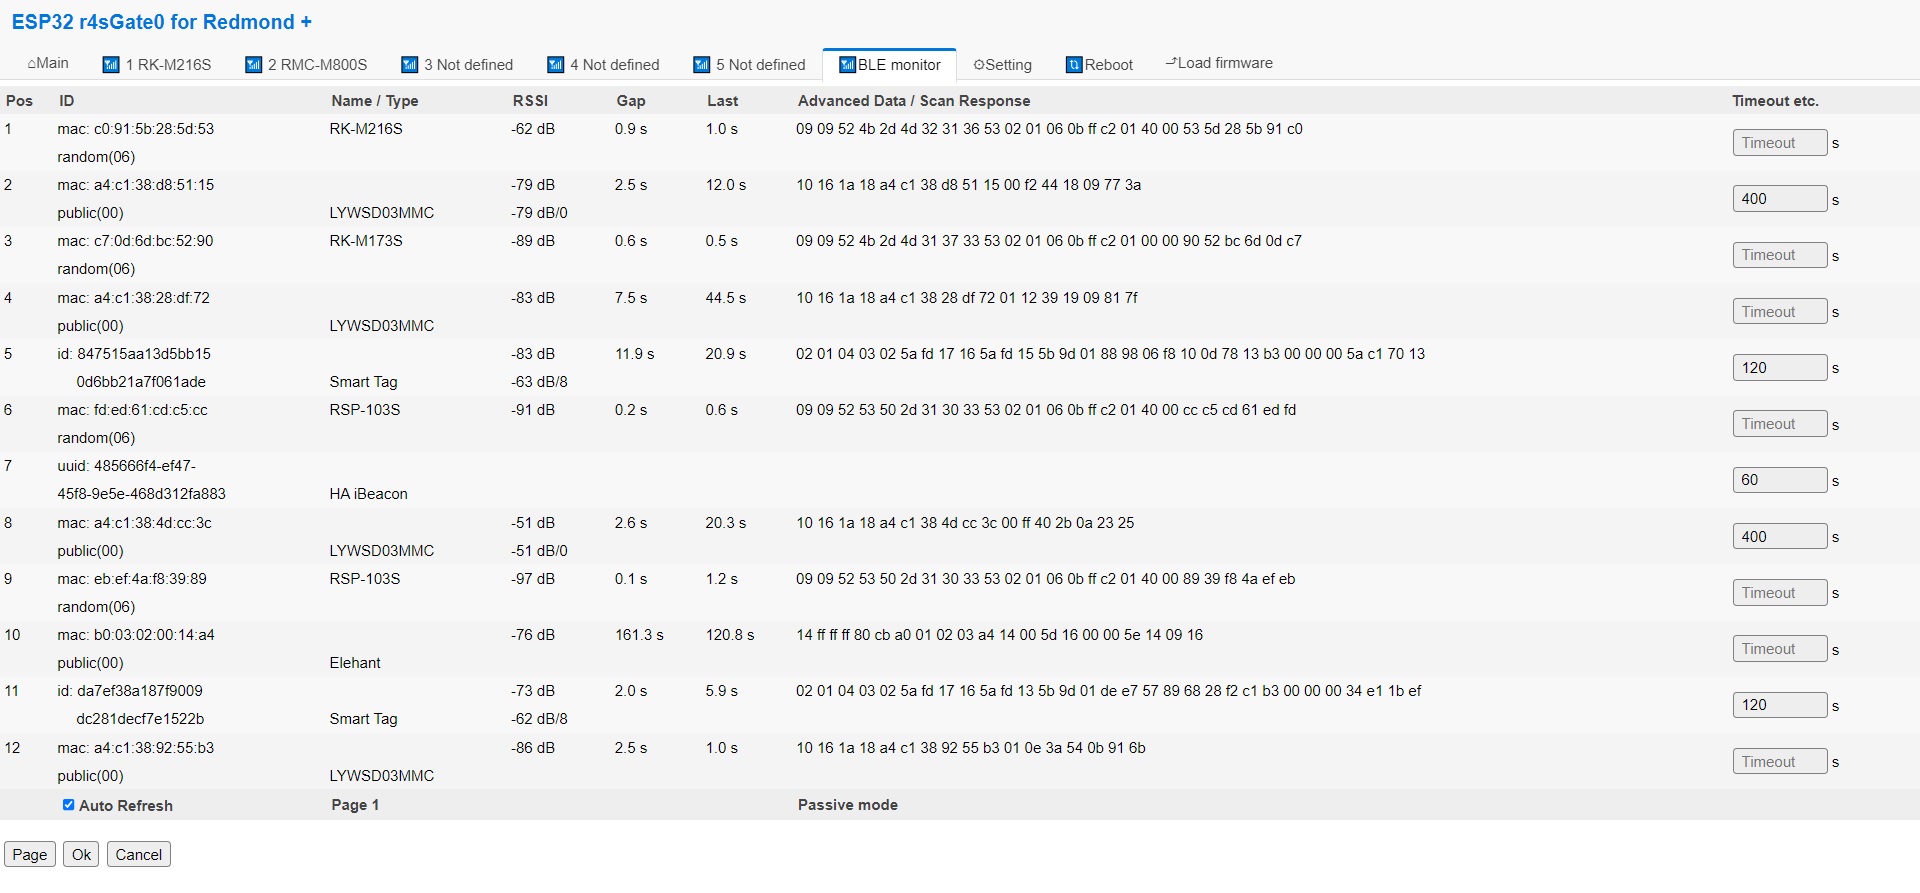 ESP32 r4sGate0 for Redmond +
Main 1 RK-M216S 2 RMC-M800S 3 Not defined 4 Not defined 5 Not defined BLE monitor Setting Reboot Load firmware
Pos ID Name / Type RSSI Gap Last Advanced Data / Scan Response Timeout etc.
1 mac: c0:91:5b:28:5d:53 RK-M216S -62 dB 0.9 s 1.0 s 09 09 52 4b 2d 4d 32 31 36 53 02 01 06 0b ff c2 01 40 00 53 5d 28 5b 91 c0 Timeout s
random(06)
2 mac: a4:c1:38:d8:51:15 -79 dB 2.5 s 12.0 s 10 16 1a 18 a4 c1 38 d8 51 15 00 f2 44 18 09 77 3a 400 s
public(00) LYWSD03MMC -79 dB/0
3 mac: c7:0d:6d:bc:52:90 RK-M173S -89 dB 0.6 s 0.5 s 09 09 52 4b 2d 4d 31 37 33 53 02 01 06 0b ff c2 01 00 00 90 52 bc 6d 0d c7 Timeout s
random(06)
4 mac: a4:c1:38:28:df:72 -83 dB 7.5 s 44.5 s 10 16 1a 18 a4 c1 38 28 df 72 01 12 39 19 09 81 7f Timeout s
public(00) LYWSD03MMC
5 id: 847515aa13d5bb15 -83 dB 11.9 s 20.9 s 02 01 04 03 02 5a fd 17 16 5a fd 15 5b 9d 01 88 98 06 f8 10 0d 78 13 b3 00 00 00 5a c1 70 13 120 s
0d6bb21a7f061ade Smart Tag -63 dB/8
6 mac: fd:ed:61:cd:c5:cc RSP-103S -91 dB 0.2 s 0.6 s 09 09 52 53 50 2d 31 30 33 53 02 01 06 0b ff c2 01 40 00 cc c5 cd 61 ed fd Timeout s
random(06)
7 uuid: 485666f4-ef47- 60 s
45f8-9e5e-468d312fa883 HA iBeacon
8 mac: a4:c1:38:4d:cc:3c -51 dB 2.6 s 20.3 s 10 16 1a 18 a4 c1 38 4d cc 3c 00 ff 40 2b 0a 23 25 400 s
public(00) LYWSD03MMC -51 dB/0
9 mac: eb:ef:4a:f8:39:89 RSP-103S -97 dB 0.1 s 1.2 s 09 09 52 53 50 2d 31 30 33 53 02 01 06 0b ff c2 01 40 00 89 39 f8 4a ef eb Timeout s
random(06)
10 mac: b0:03:02:00:14:a4 -76 dB 161.3 s 120.8 s 14 ff ff ff 80 cb a0 01 02 03 a4 14 00 5d 16 00 00 5e 14 09 16 Timeout s
public(00) Elehant
11 id: da7ef38a187f9009 -73 dB 2.0 s 5.9 s 02 01 04 03 02 5a fd 17 16 5a fd 13 5b 9d 01 de e7 57 89 68 28 f2 c1 b3 00 00 00 34 e1 1b ef 120 s
dc281decf7e1522b Smart Tag -62 dB/8
12 mac: a4:c1:38:92:55:b3 -86 dB 2.5 s 1.0 s 10 16 1a 18 a4 c1 38 92 55 b3 01 0e 3a 54 0b 91 6b Timeout s
public(00) LYWSD03MMC
Auto Refresh Page 1 Passive mode
Page Ok Cancel